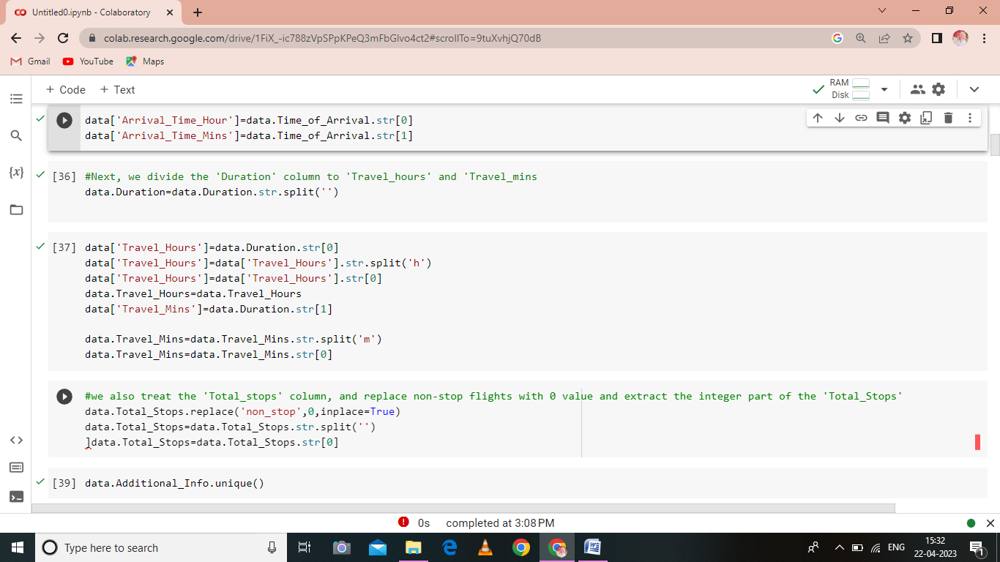 Untitled0.ipynb - Colaboratory
colab.research.google.com/drive/1FiX_-ic788zVpSPpKPeQ3mFbGlvo4ct2#scrollTo=9tuXvhjQ70dB
Gmail YouTube Maps
+ Code + Text RAM Disk
data['Arrival_Time_Hour']=data.Time_of_Arrival.str[0]
data['Arrival_Time_Mins']=data.Time_of_Arrival.str[1]
[36] #Next, we divide the 'Duration' column to 'Travel_hours' and 'Travel_mins
data.Duration=data.Duration.str.split('')
[37] data['Travel_Hours']=data.Duration.str[0]
data['Travel_Hours']=data['Travel_Hours'].str.split('h')
data['Travel_Hours']=data['Travel_Hours'].str[0]
data.Travel_Hours=data.Travel_Hours
data['Travel_Mins']=data.Duration.str[1]
data.Travel_Mins=data.Travel_Mins.str.split('m')
data.Travel_Mins=data.Travel_Mins.str[0]
#we also treat the 'Total_stops' column, and replace non-stop flights with 0 value and extract the integer part of the 'Total_Stops'
data.Total_Stops.replace('non_stop',0,inplace=True)
data.Total_Stops=data.Total_Stops.str.split('')
]data.Total_Stops=data.Total_Stops.str[0]
[39] data.Additional_Info.unique()
0s completed at 3:08 PM
Type here to search ENG 15:32
22-04-2023 1